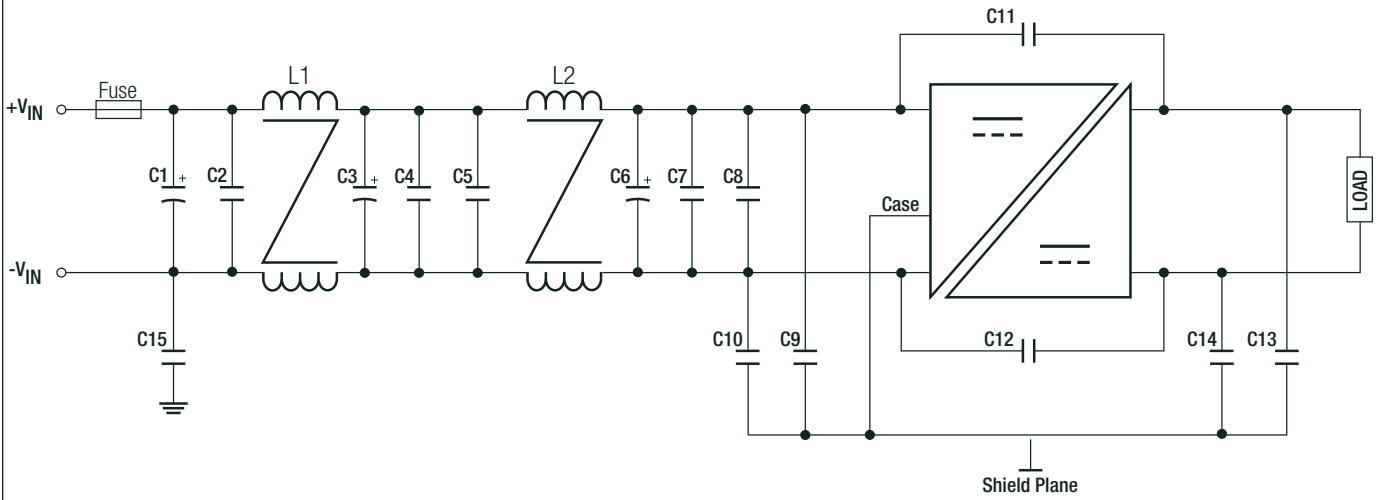 C11
Fuse
L1
L2
+VIN
C1 +
C2
C3 +
C4
C5
C6 +
C7
C8
Case
LOAD
-VIN
C15
C10
C9
C12
C14
C13
Shield Plane